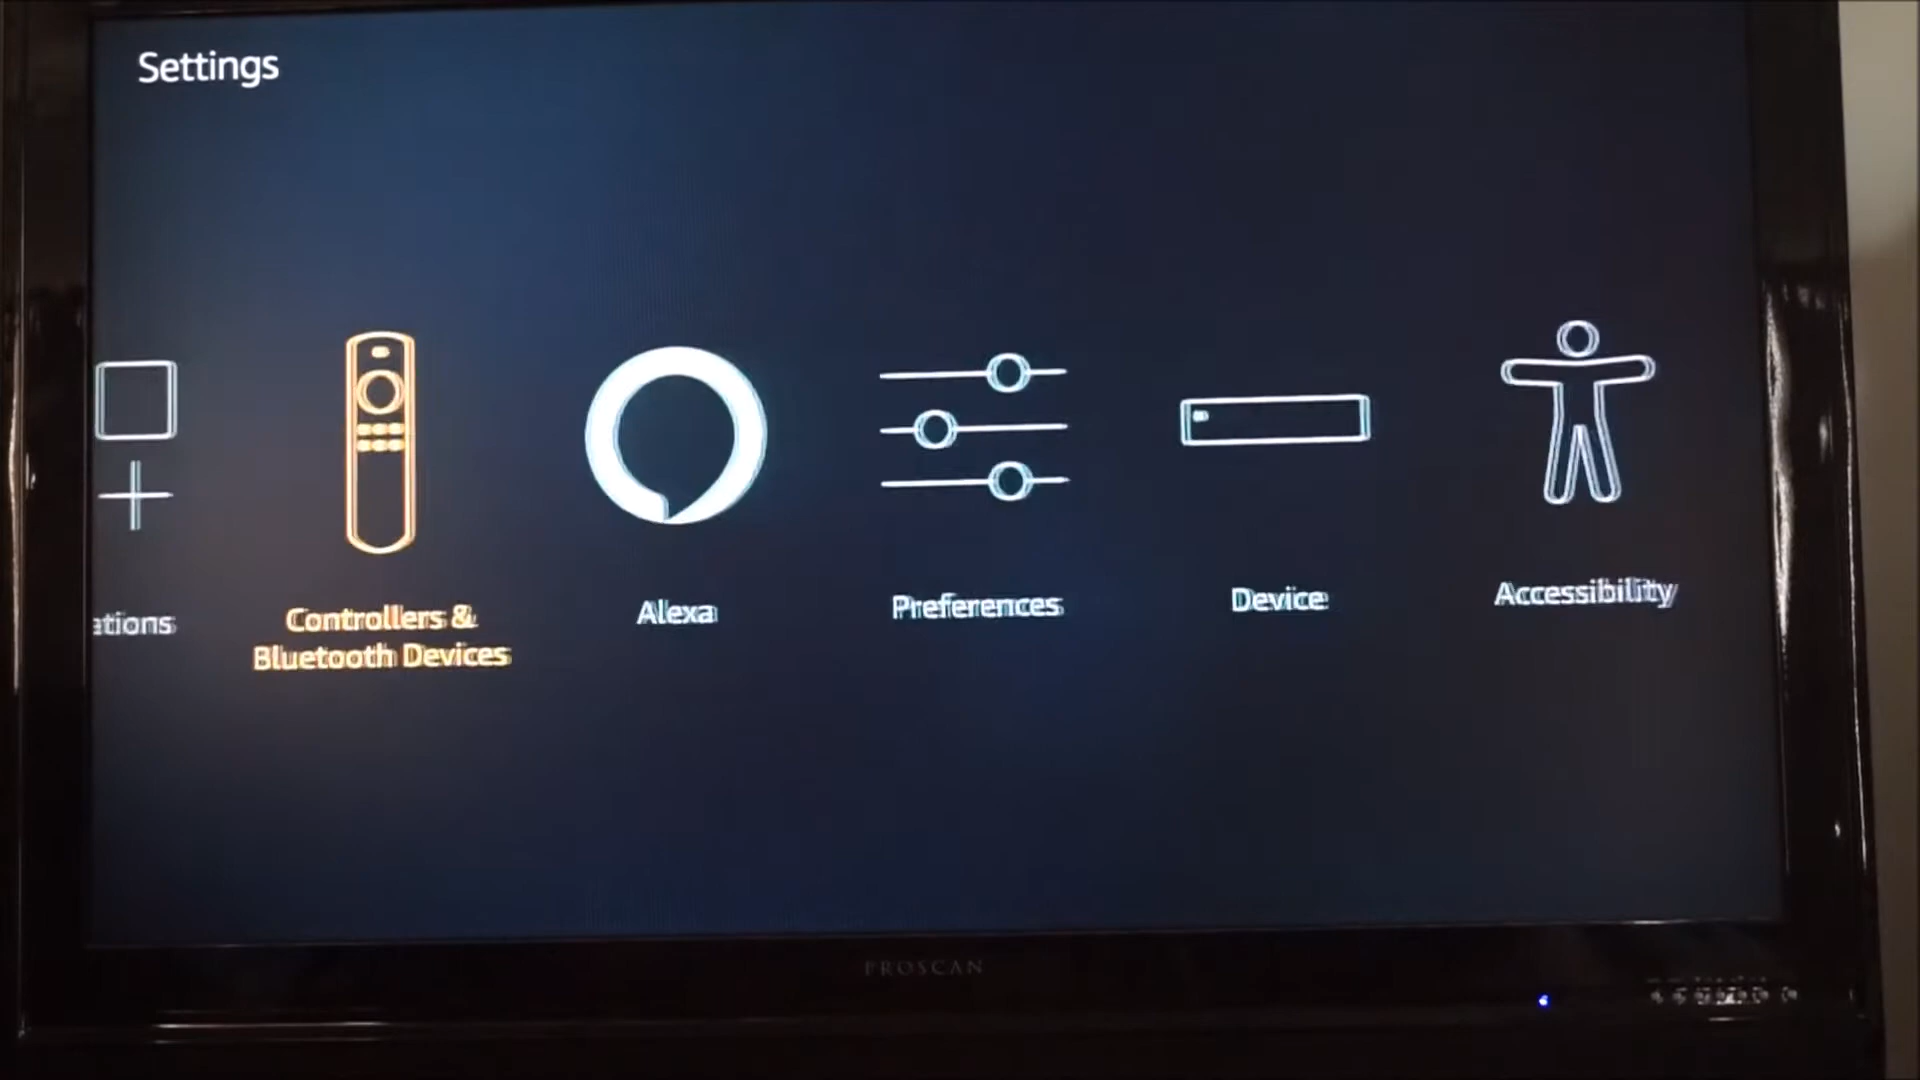 Settings
ations
Controllers &
Bluetooth Devices
Alexa
Preferences
Device
Accessibility
PROSCAN